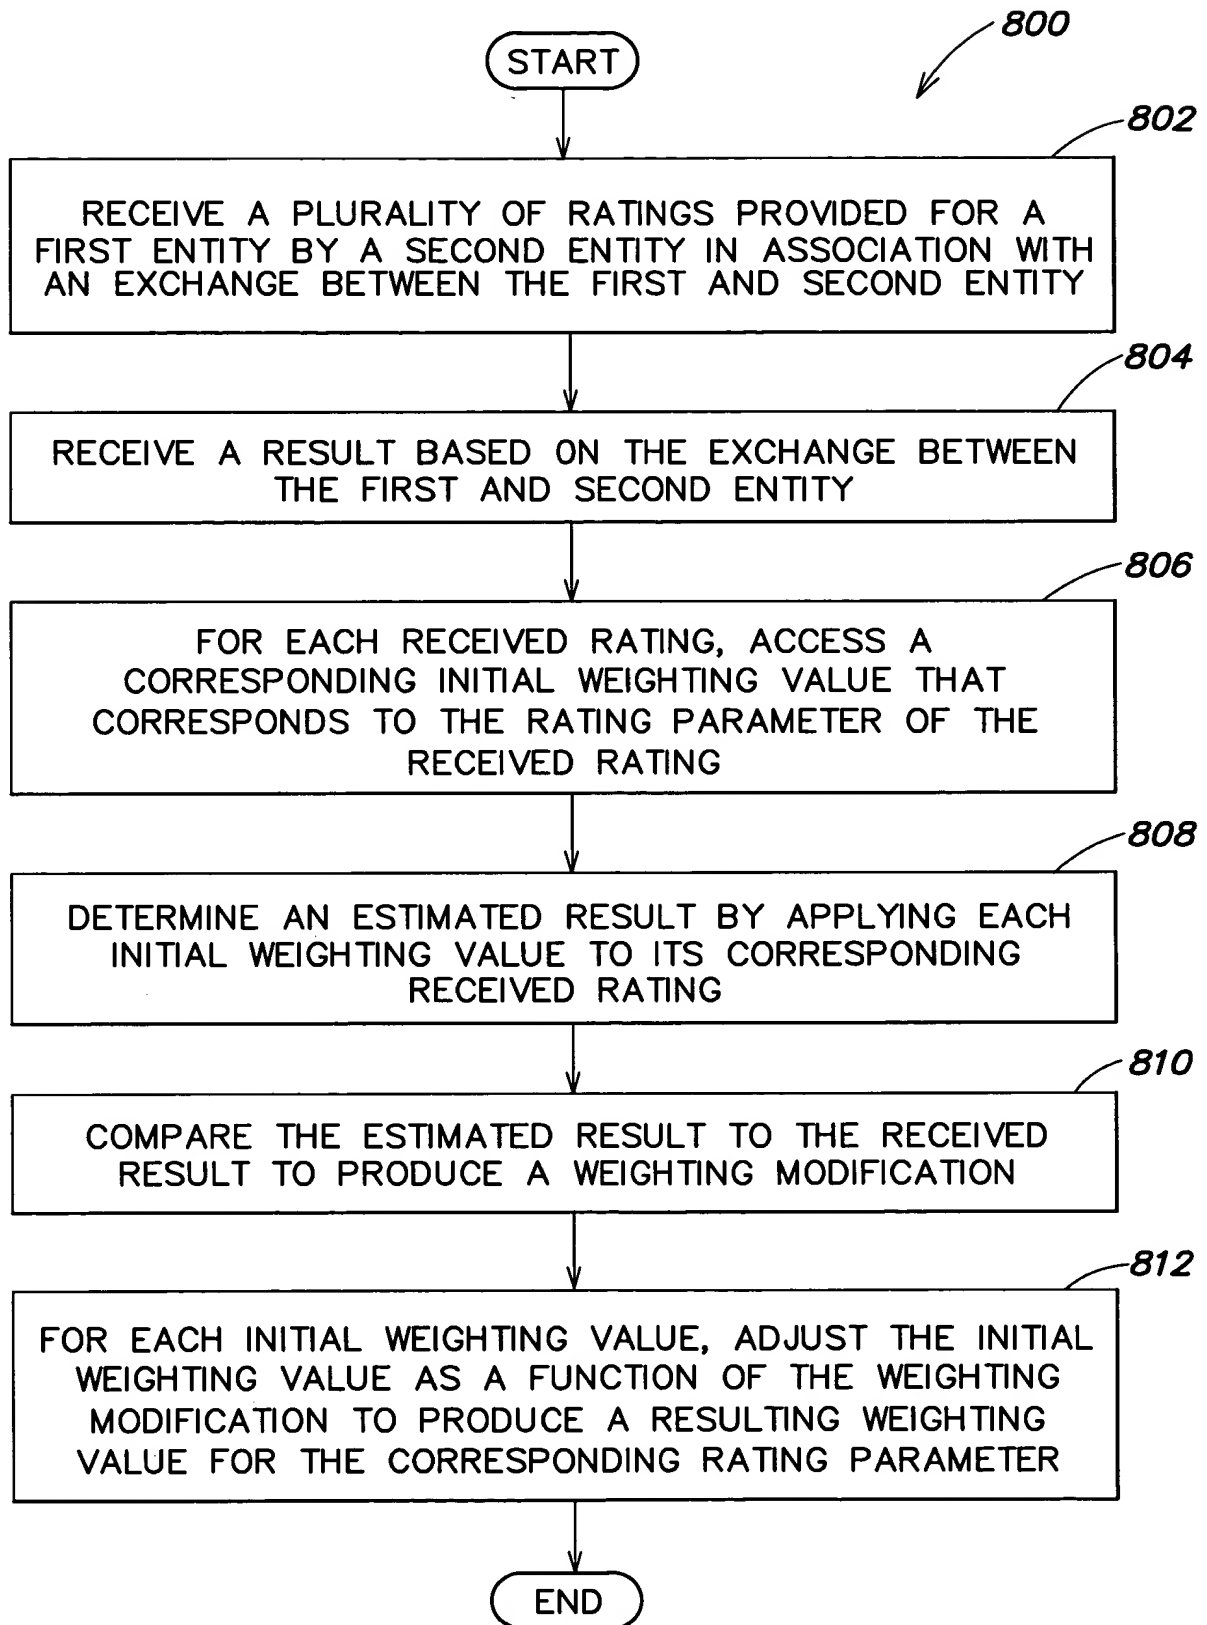 800
START
802
RECEIVE A PLURALITY OF RATINGS PROVIDED FOR A
FIRST ENTITY BY A SECOND ENTITY IN ASSOCIATION WITH
AN EXCHANGE BETWEEN THE FIRST AND SECOND ENTITY
804
RECEIVE A RESULT BASED ON THE EXCHANGE BETWEEN
THE FIRST AND SECOND ENTITY
806
FOR EACH RECEIVED RATING, ACCESS A
CORRESPONDING INITIAL WEIGHTING VALUE THAT
CORRESPONDS TO THE RATING PARAMETER OF THE
RECEIVED RATING
808
DETERMINE AN ESTIMATED RESULT BY APPLYING EACH
INITIAL WEIGHTING VALUE TO ITS CORRESPONDING
RECEIVED RATING
810
COMPARE THE ESTIMATED RESULT TO THE RECEIVED
RESULT TO PRODUCE A WEIGHTING MODIFICATION
812
FOR EACH INITIAL WEIGHTING VALUE, ADJUST THE INITIAL
WEIGHTING VALUE AS A FUNCTION OF THE WEIGHTING
MODIFICATION TO PRODUCE A RESULTING WEIGHTING
VALUE FOR THE CORRESPONDING RATING PARAMETER
END